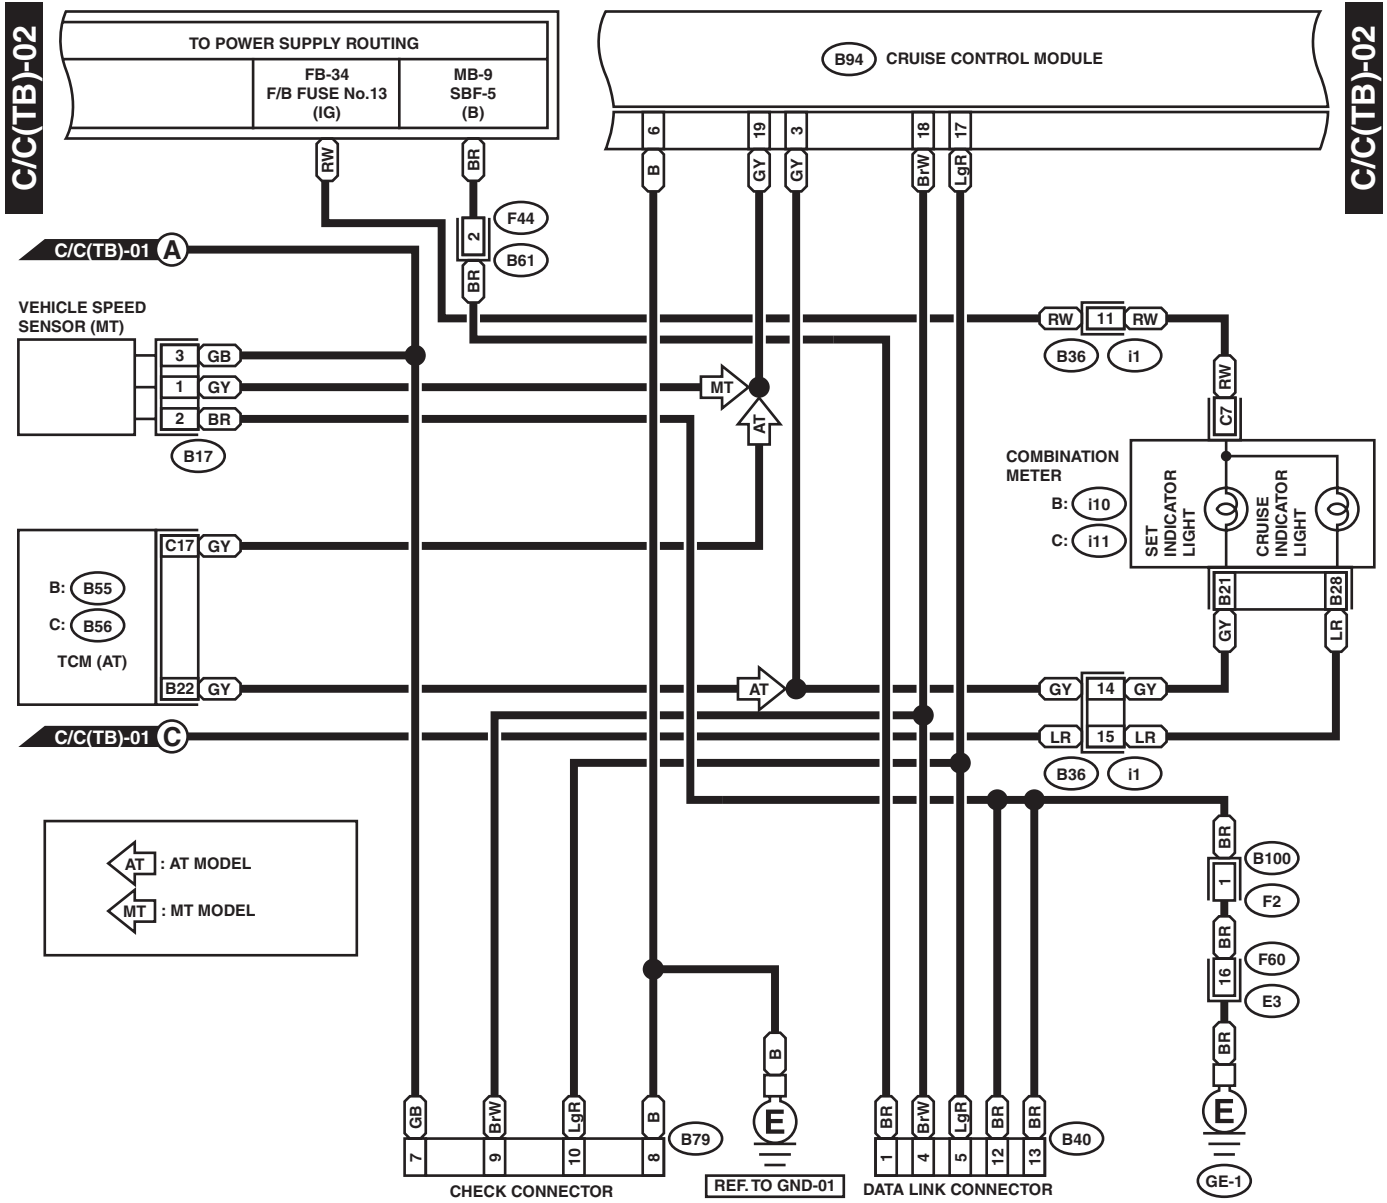 C/C(TB)-02
C/C(TB)-02
TO POWER SUPPLY ROUTING
FB-34
F/B FUSE No.13
(IG)
MB-9
SBF-5
(B)
B94 CRUISE CONTROL MODULE
6 19 3 18 17
RW BR B GY GY BrW LgR
F44
2
B61
BR
C/C(TB)-01 A
VEHICLE SPEED
SENSOR (MT)
3 GB
1 GY
2 BR
B17
MT
AT
RW 11 RW
B36 i1
RW
C7
COMBINATION
METER
B: i10
C: i11
SET
INDICATOR
LIGHT
CRUISE
INDICATOR
LIGHT
B21 B28
GY LR
C17 GY
B: B55
C: B56
TCM (AT)
B22 GY
AT
GY 14 GY
C/C(TB)-01 C
LR 15 LR
B36 i1
AT : AT MODEL
MT : MT MODEL
BR
B100
1
F2
BR
F60
16
E3
BR
E
GE-1
B
E
REF. TO GND-01
GB BrW LgR B
7 9 10 8
B79
CHECK CONNECTOR
BR BrW LgR BR BR
1 4 5 12 13
B40
DATA LINK CONNECTOR